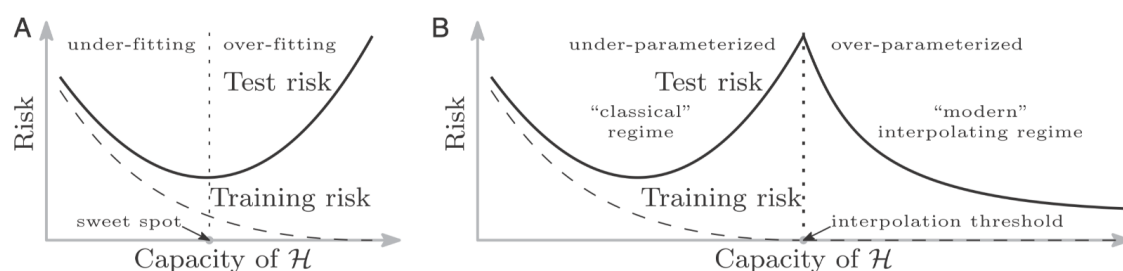 A
under-fitting
over-fitting
Test risk
Risk
Training risk
sweet spot
Capacity of ℋ
B
under-parameterized
over-parameterized
Test risk
“classical”
regime
“modern”
interpolating regime
Risk
Training risk
interpolation threshold
Capacity of ℋ